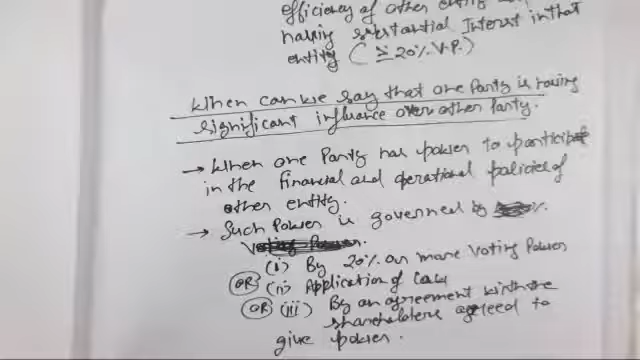 efficiency of other entity
having substantial Interest in that
entity ( ≥ 20% V.P.)
When can we say that one Party is having
significant influence over other Party.
→ When one Party has power to participate
in the financial and operational policies of
other entity.
→ Such Power is governed by
(i) By 20% or more Voting Power
OR (ii) Application of Law
OR (iii) By an agreement with the
shareholders agreed to
give power.